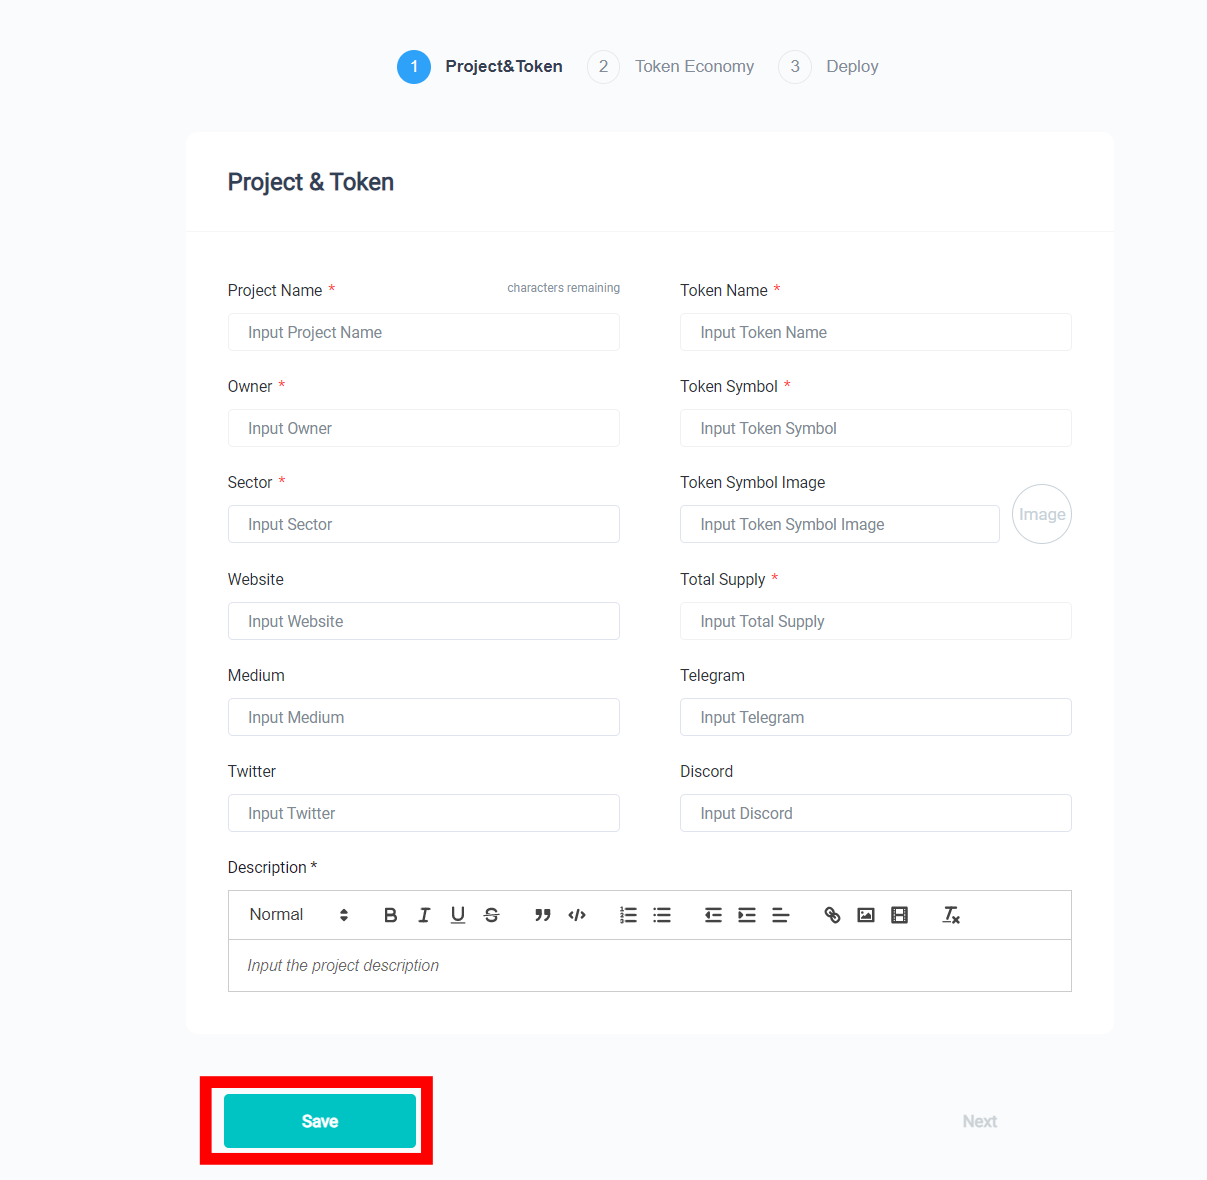 1 Project&Token 2 Token Economy 3 Deploy
Project & Token
Project Name * characters remaining
Input Project Name
Token Name *
Input Token Name
Owner *
Input Owner
Token Symbol *
Input Token Symbol
Sector *
Input Sector
Token Symbol Image
Input Token Symbol Image
Image
Website
Input Website
Total Supply *
Input Total Supply
Medium
Input Medium
Telegram
Input Telegram
Twitter
Input Twitter
Discord
Input Discord
Description *
Normal
Input the project description
Save
Next